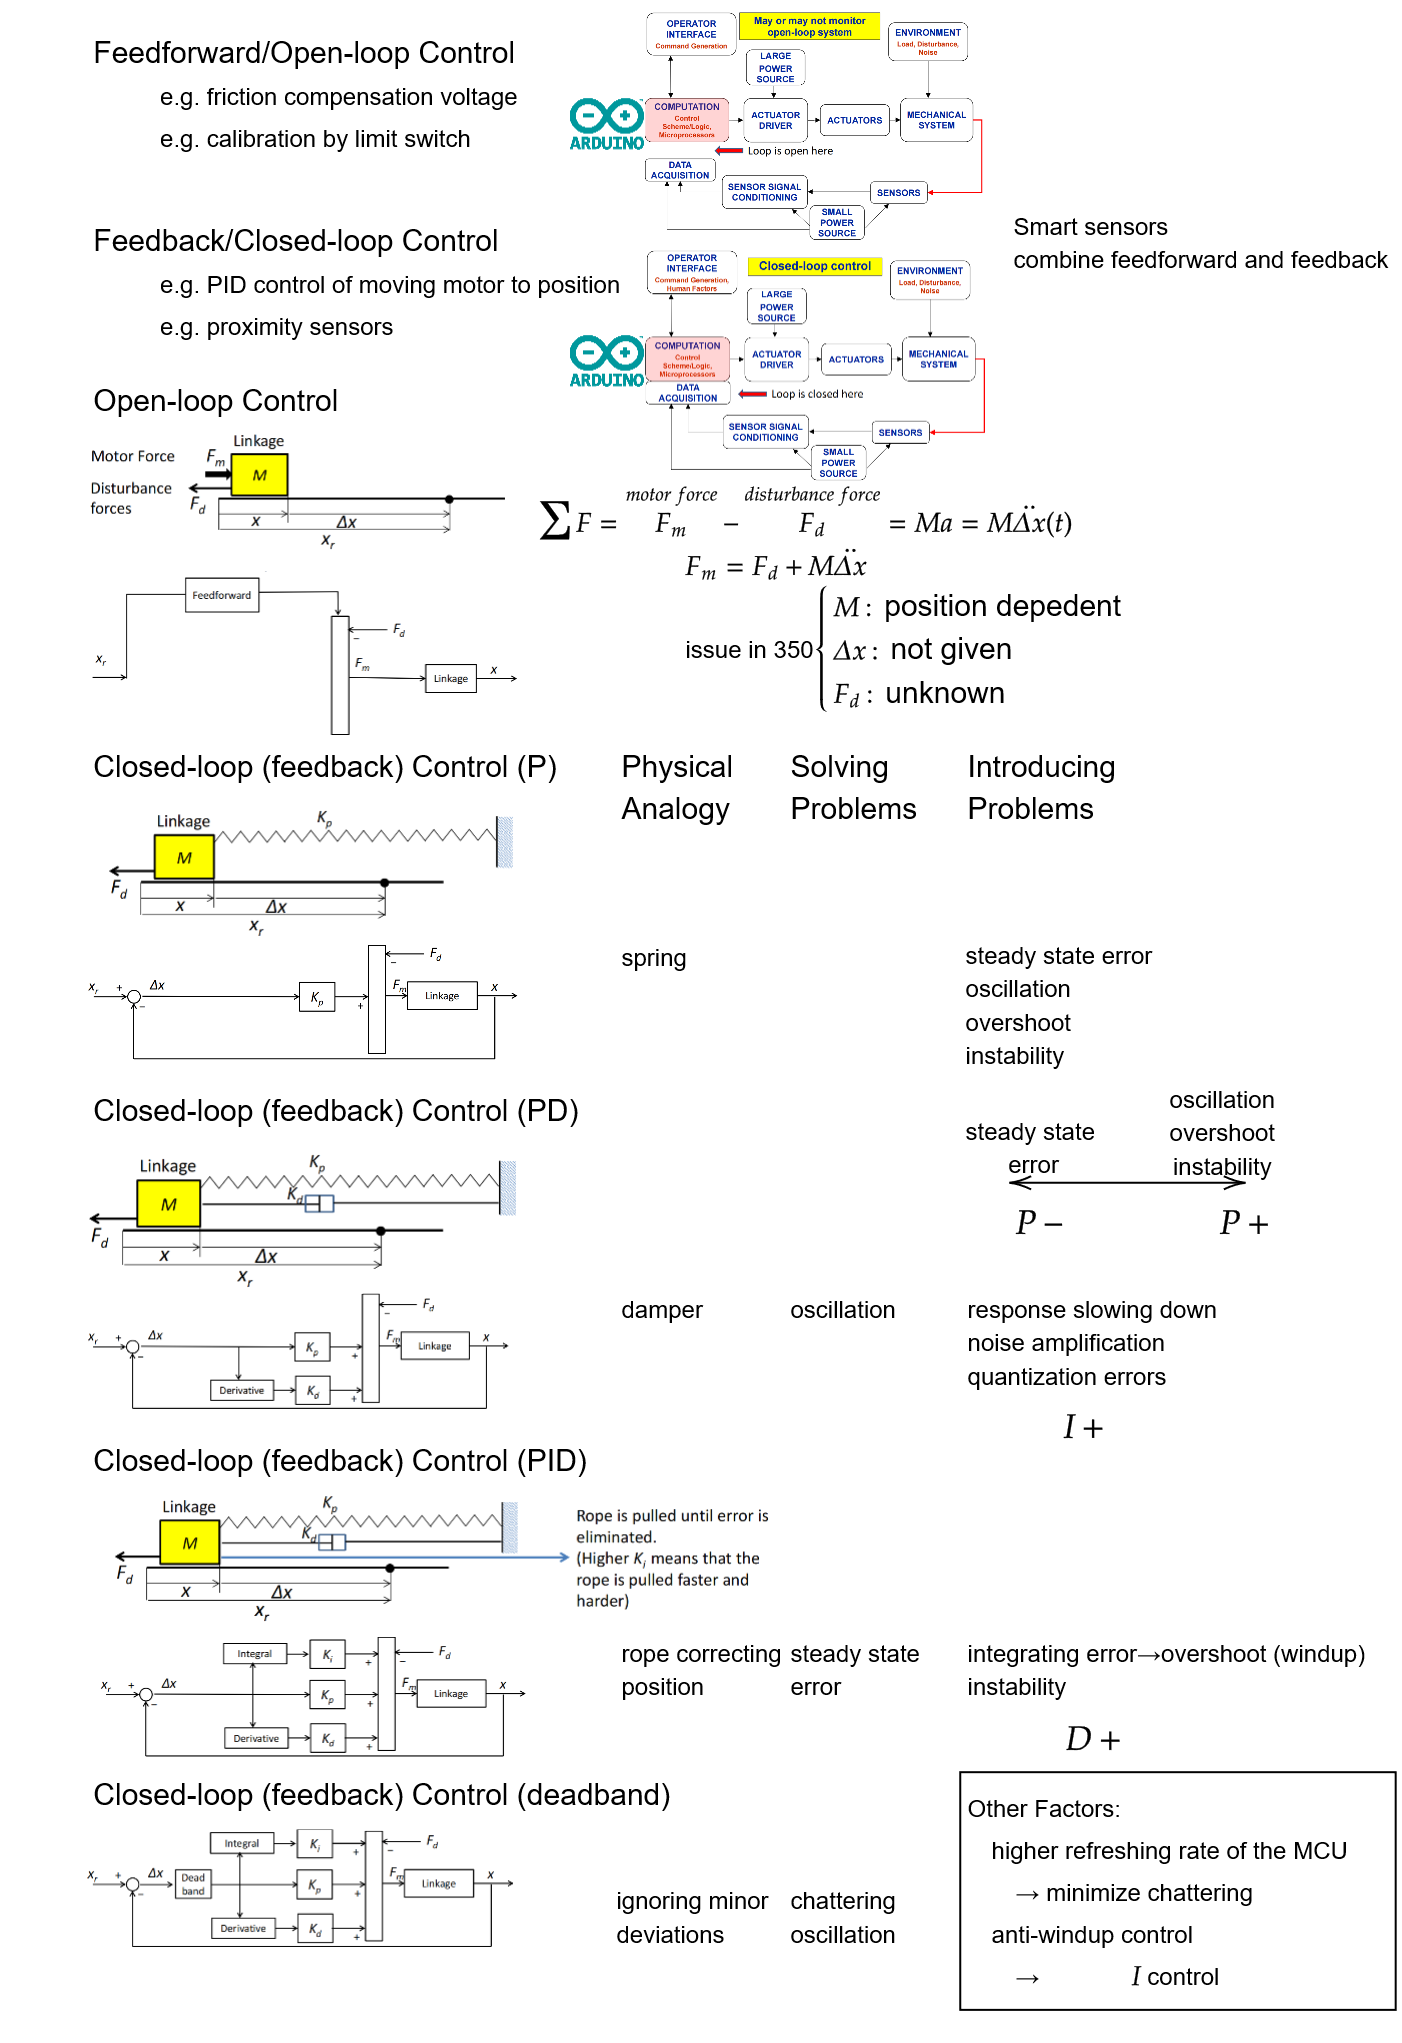 Feedforward/Open-loop Control
e.g. friction compensation voltage
e.g. calibration by limit switch
OPERATOR
INTERFACE
Command Generation
May or may not monitor
open-loop system
ENVIRONMENT
Load, Disturbance,
Noise
LARGE
POWER
SOURCE
ARDUINO
COMPUTATION
Control
Scheme/Logic,
Microprocessors
ACTUATOR
DRIVER
ACTUATORS
MECHANICAL
SYSTEM
Loop is open here
DATA
ACQUISITION
SENSOR SIGNAL
CONDITIONING
SENSORS
SMALL
POWER
SOURCE
Smart sensors
combine feedforward and feedback
Feedback/Closed-loop Control
e.g. PID control of moving motor to position
e.g. proximity sensors
OPERATOR
INTERFACE
Command Generation,
Human Factors
Closed-loop control
ENVIRONMENT
Load, Disturbance,
Noise
LARGE
POWER
SOURCE
ARDUINO
COMPUTATION
Control
Scheme/Logic,
Microprocessors
ACTUATOR
DRIVER
ACTUATORS
MECHANICAL
SYSTEM
DATA
ACQUISITION
Loop is closed here
SENSOR SIGNAL
CONDITIONING
SENSORS
SMALL
POWER
SOURCE
Open-loop Control
Linkage
Motor Force
F_m
M
Disturbance
forces
F_d
x
Δx
x_r
motor force disturbance force
∑ F = F_m − F_d = Ma = MΔẍ(t)
F_m = F_d + MΔẍ
issue in 350
M : position depedent
Δx : not given
F_d : unknown
Feedforward
x_r
− F_d
F_m
Linkage
x
Closed-loop (feedback) Control (P)
Physical
Analogy
Solving
Problems
Introducing
Problems
Linkage
K_p
M
F_d
x
Δx
x_r
x_r + − Δx
K_p
+ − F_d
F_m
Linkage
x
spring
steady state error
oscillation
overshoot
instability
Closed-loop (feedback) Control (PD)
steady state
error
oscillation
overshoot
instability
P −
P +
Linkage
K_p
K_d
M
F_d
x
Δx
x_r
x_r + − Δx
K_p
Derivative
K_d
+ + − F_d
F_m
Linkage
x
damper
oscillation
response slowing down
noise amplification
quantization errors
I +
Closed-loop (feedback) Control (PID)
Linkage
K_p
K_d
M
F_d
x
Δx
x_r
Rope is pulled until error is
eliminated.
(Higher K_i means that the
rope is pulled faster and
harder)
x_r + − Δx
Integral
K_i
K_p
Derivative
K_d
+ + + − F_d
F_m
Linkage
x
rope correcting
position
steady state
error
integrating error→overshoot (windup)
instability
D +
Closed-loop (feedback) Control (deadband)
x_r + − Δx
Dead
band
Integral
K_i
K_p
Derivative
K_d
+ + + − F_d
F_m
Linkage
x
ignoring minor
deviations
chattering
oscillation
Other Factors:
higher refreshing rate of the MCU
→ minimize chattering
anti-windup control
→ I control